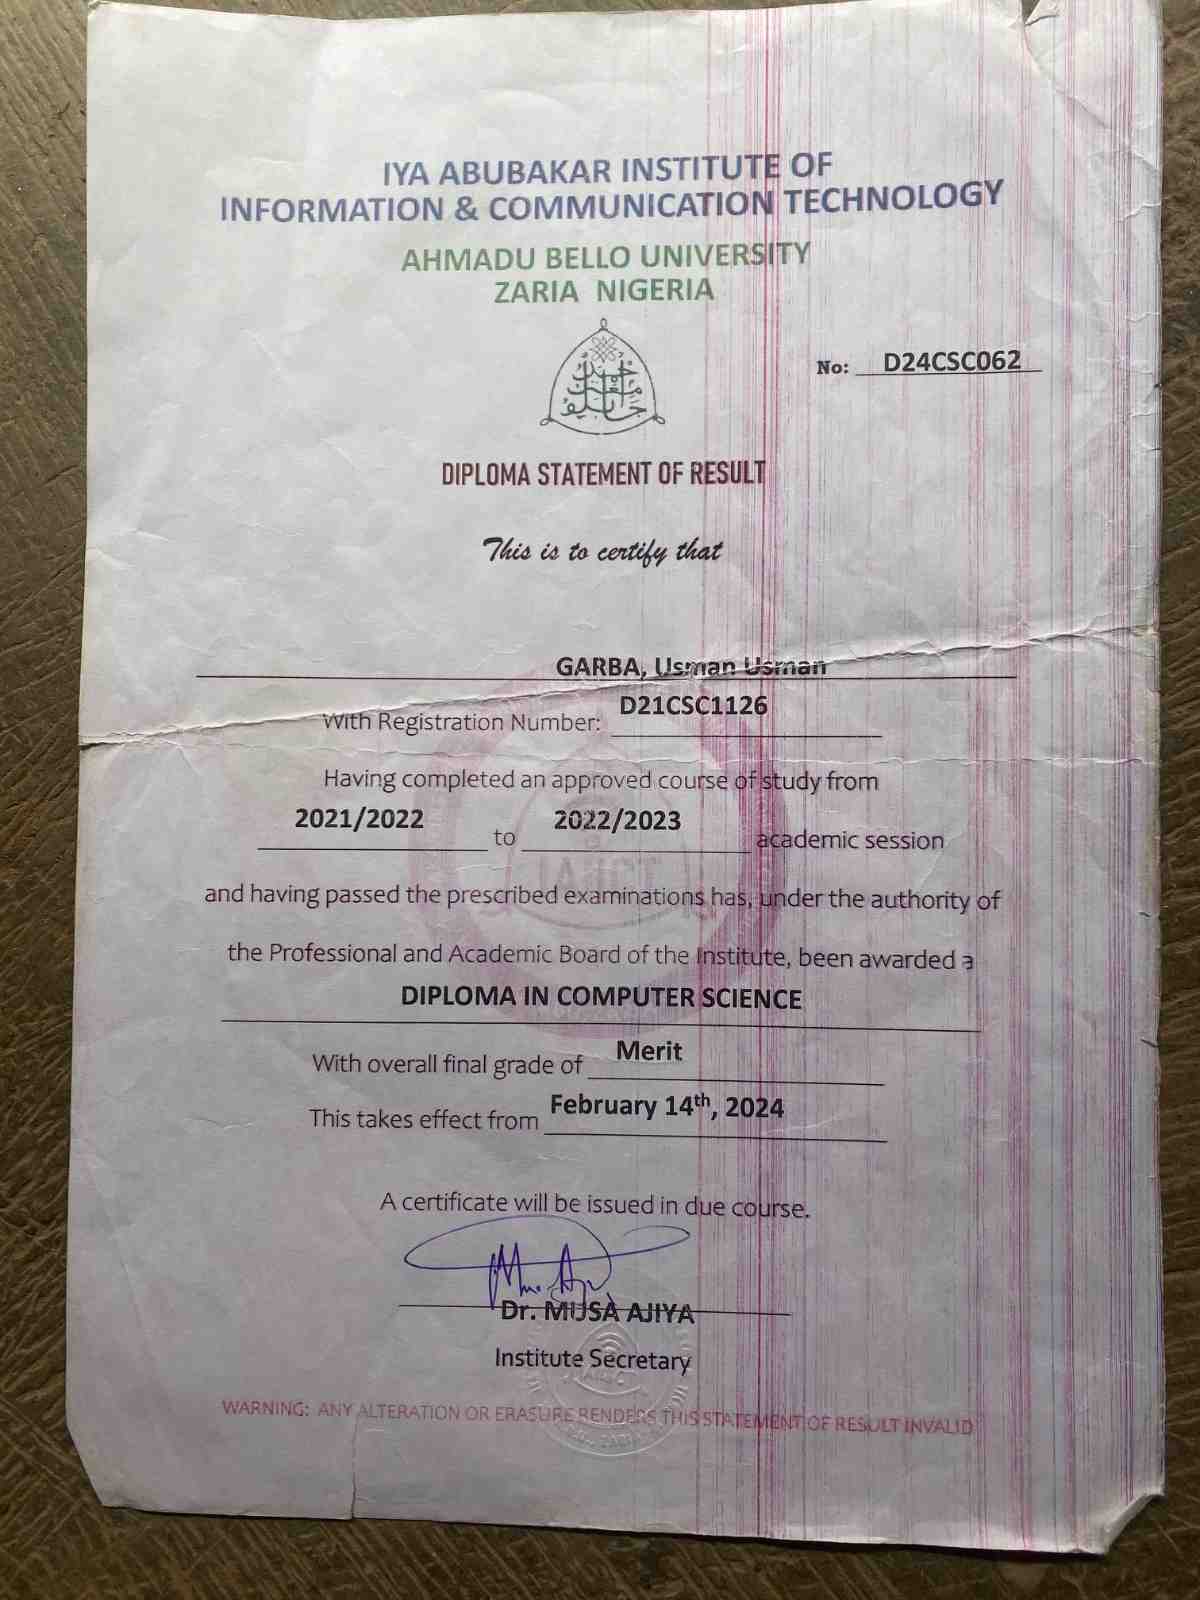 IYA ABUBAKAR INSTITUTE OF
INFORMATION & COMMUNICATION TECHNOLOGY
AHMADU BELLO UNIVERSITY
ZARIA NIGERIA
No: D24CSC062
DIPLOMA STATEMENT OF RESULT
This is to certify that
GARBA, Usman Usman
With Registration Number: D21CSC1126
Having completed an approved course of study from
2021/2022 to 2022/2023 academic session
and having passed the prescribed examinations has, under the authority of
the Professional and Academic Board of the Institute, been awarded a
DIPLOMA IN COMPUTER SCIENCE
With overall final grade of Merit
This takes effect from February 14th, 2024
A certificate will be issued in due course.
Dr. MUSA AJIYA
Institute Secretary
WARNING: ANY ALTERATION OR ERASURE RENDERS THIS STATEMENT OF RESULT INVALID